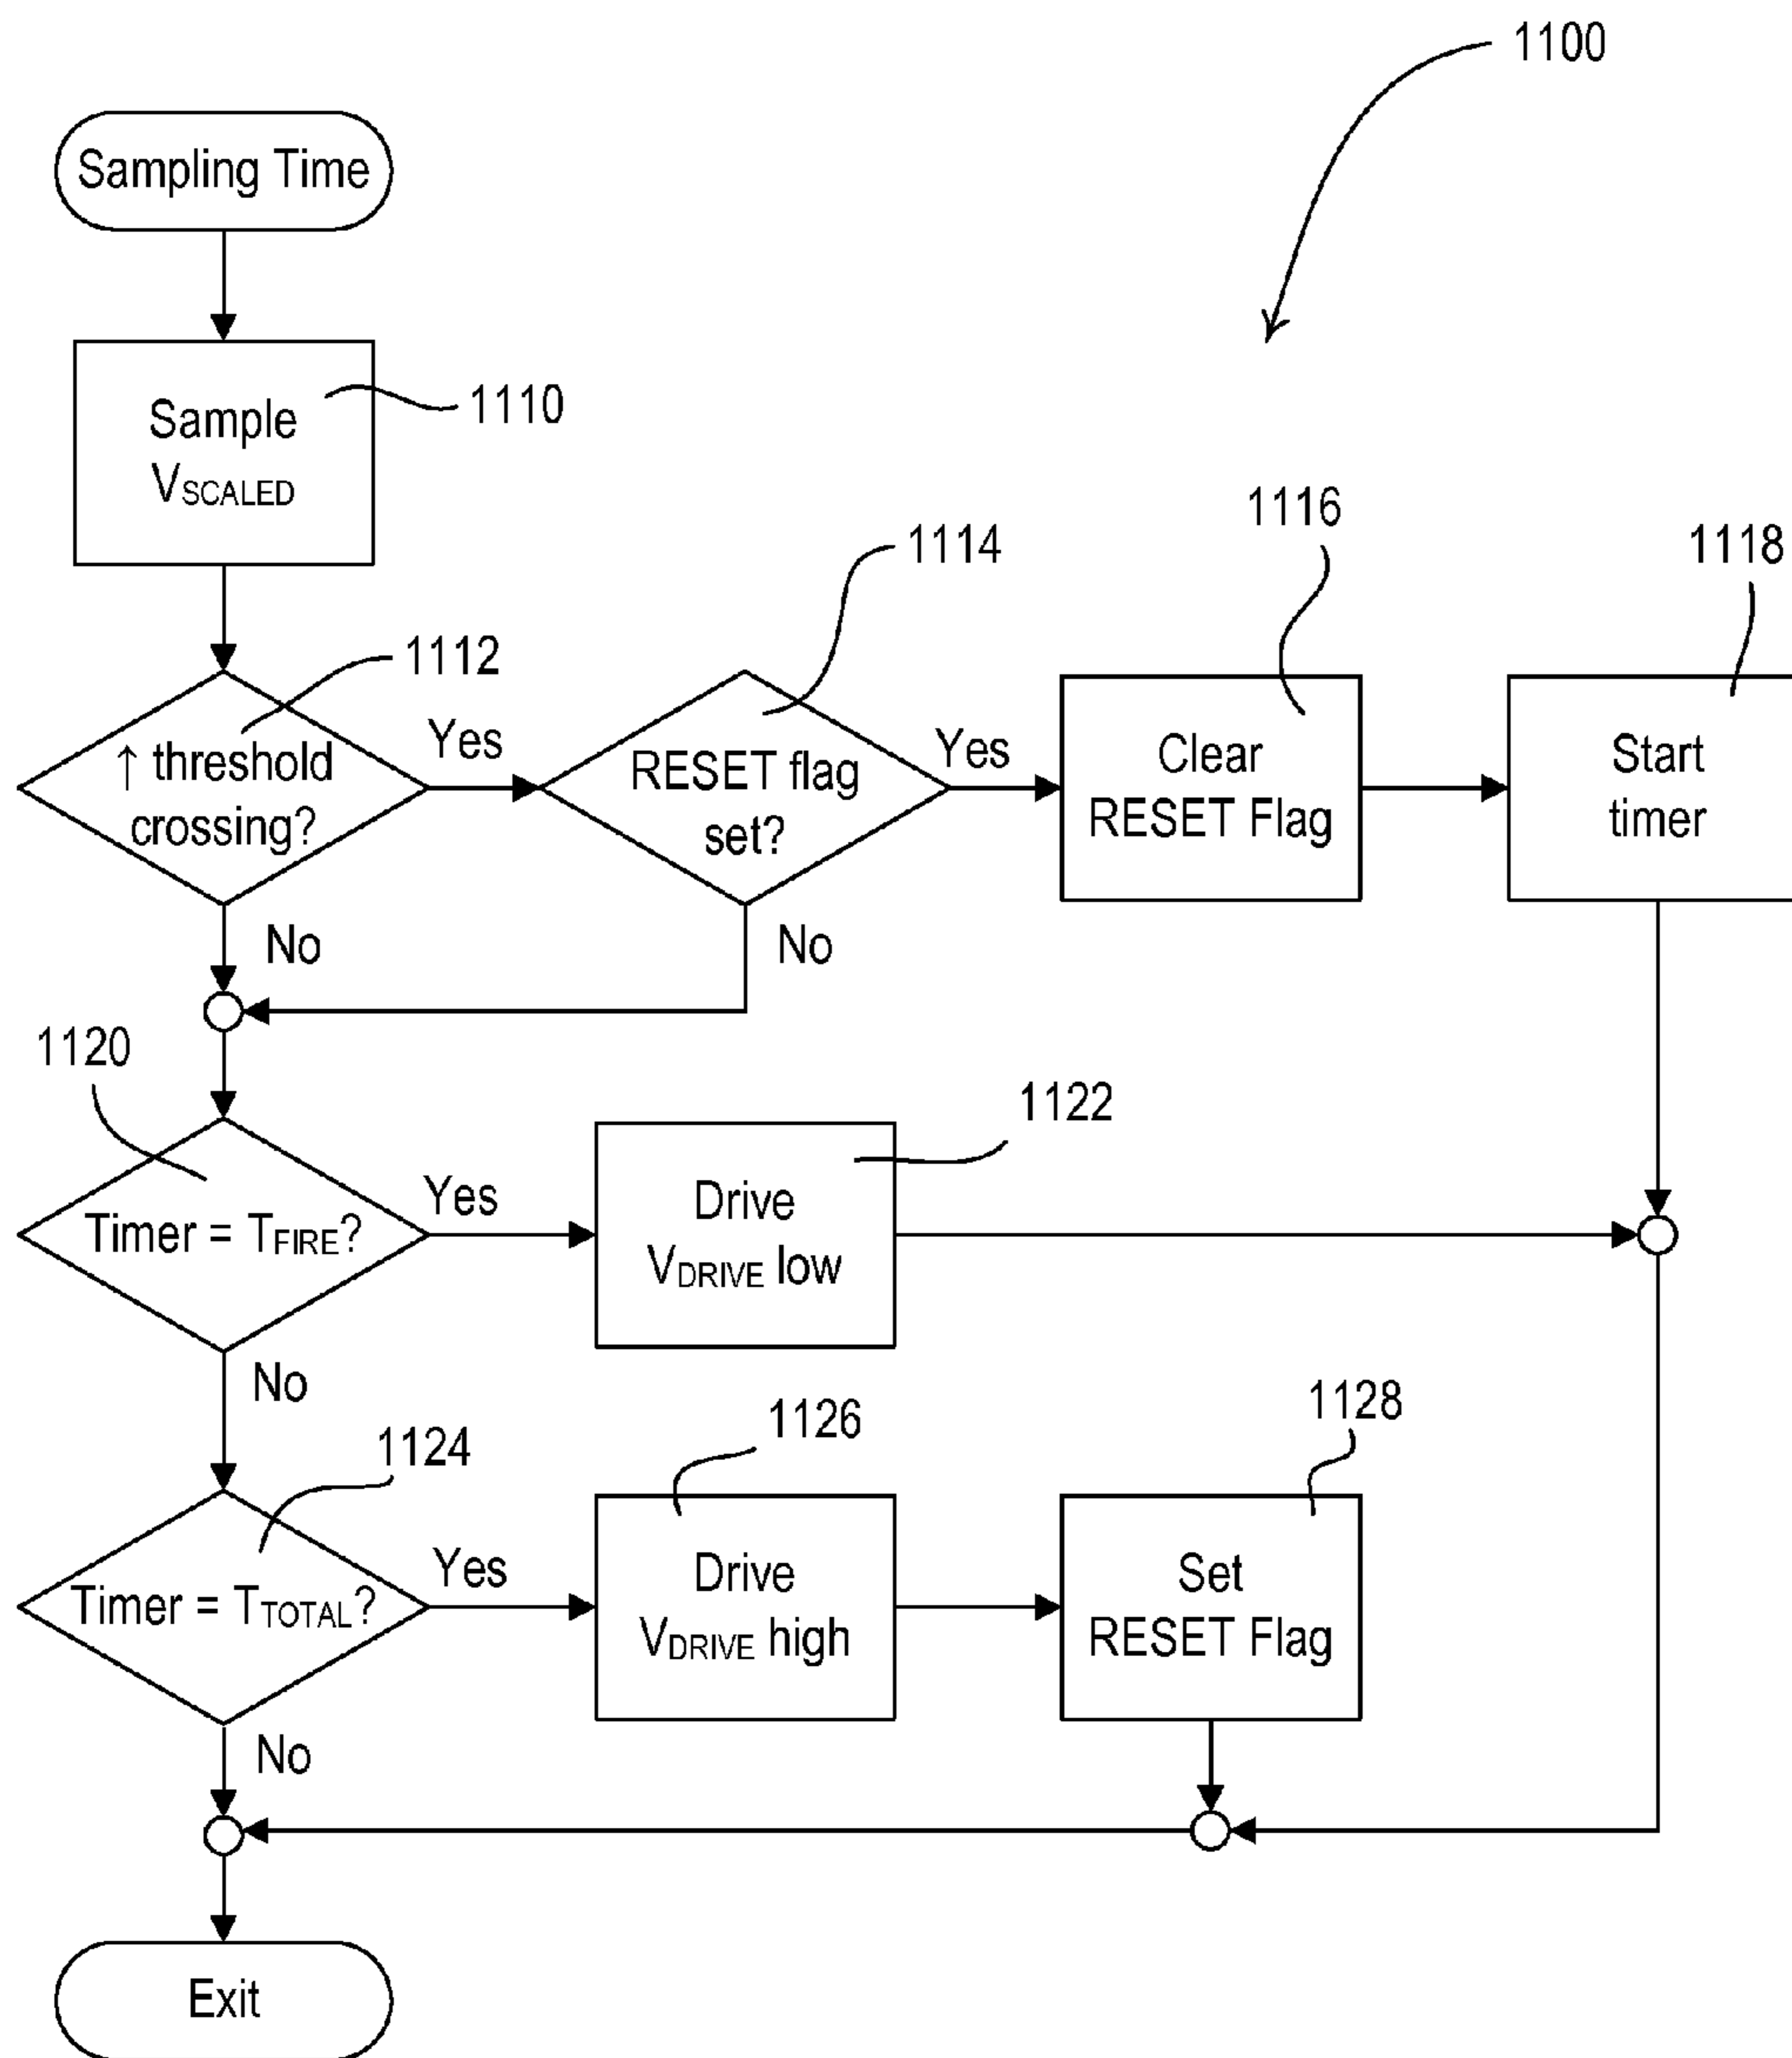 1100
Sampling Time
Sample
VSCALED
1110
1112
↑ threshold
crossing?
Yes
No
1114
RESET flag
set?
Yes
No
1116
Clear
RESET Flag
1118
Start
timer
1120
Timer = TFIRE?
Yes
No
1122
Drive
VDRIVE low
1124
Timer = TTOTAL?
Yes
No
1126
Drive
VDRIVE high
1128
Set
RESET Flag
Exit